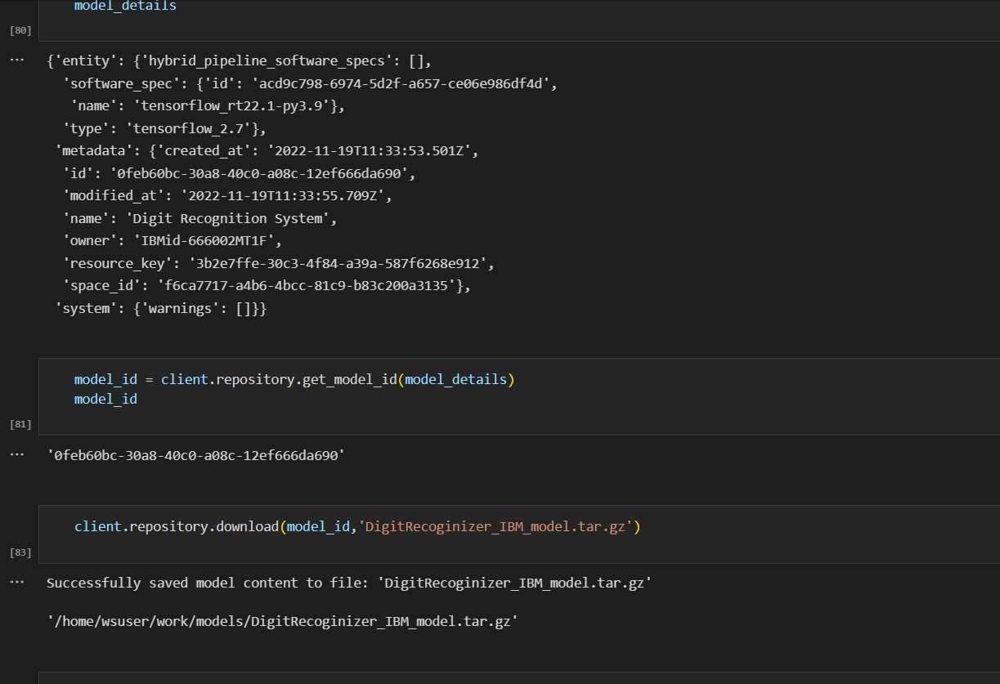 model_details
[80]
... {'entity': {'hybrid_pipeline_software_specs': [],
'software_spec': {'id': 'acd9c798-6974-5d2f-a657-ce06e986df4d',
'name': 'tensorflow_rt22.1-py3.9'},
'type': 'tensorflow_2.7'},
'metadata': {'created_at': '2022-11-19T11:33:53.501Z',
'id': '0feb60bc-30a8-40c0-a08c-12ef666da690',
'modified_at': '2022-11-19T11:33:55.709Z',
'name': 'Digit Recognition System',
'owner': 'IBMid-666002MT1F',
'resource_key': '3b2e7ffe-30c3-4f84-a39a-587f6268e912',
'space_id': 'f6ca7717-a4b6-4bcc-81c9-b83c200a3135'},
'system': {'warnings': []}}
model_id = client.repository.get_model_id(model_details)
model_id
[81]
... '0feb60bc-30a8-40c0-a08c-12ef666da690'
client.repository.download(model_id,'DigitRecoginizer_IBM_model.tar.gz')
[83]
... Successfully saved model content to file: 'DigitRecoginizer_IBM_model.tar.gz'
'/home/wsuser/work/models/DigitRecoginizer_IBM_model.tar.gz'